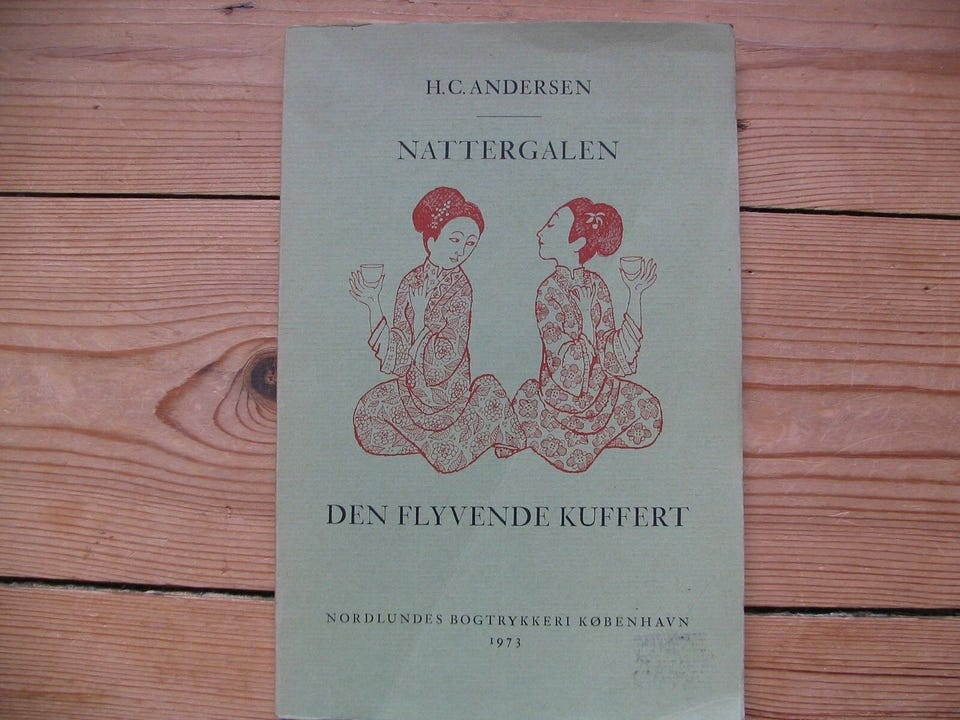 H.C. ANDERSEN
NATTERGALEN
DEN FLYVENDE KUFFERT
NORDLUNDES BOGTRYKKERI KØBENHAVN
1973